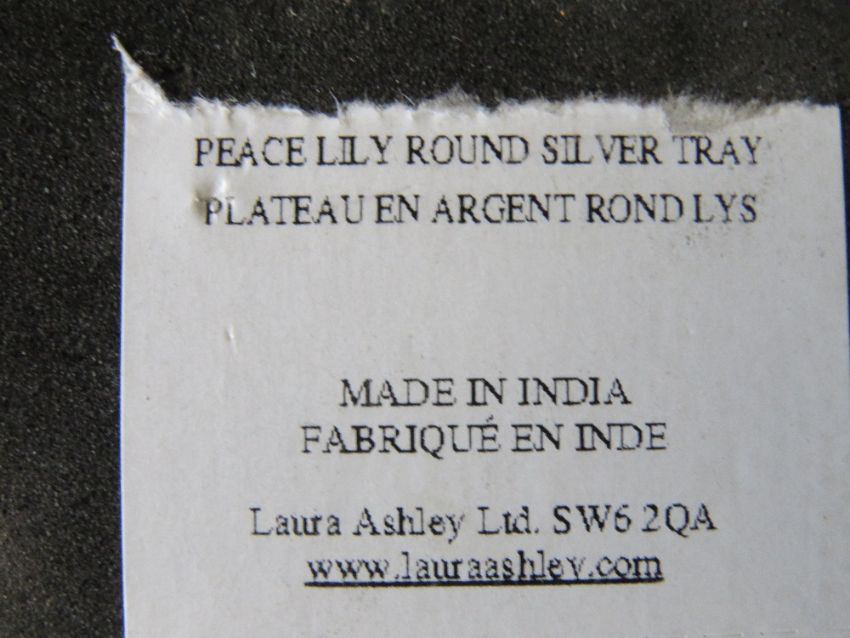 PEACE LILY ROUND SILVER TRAY
PLATEAU EN ARGENT ROND LYS
MADE IN INDIA
FABRIQUÉ EN INDE
Laura Ashley Ltd. SW6 2QA
www.lauraashley.com